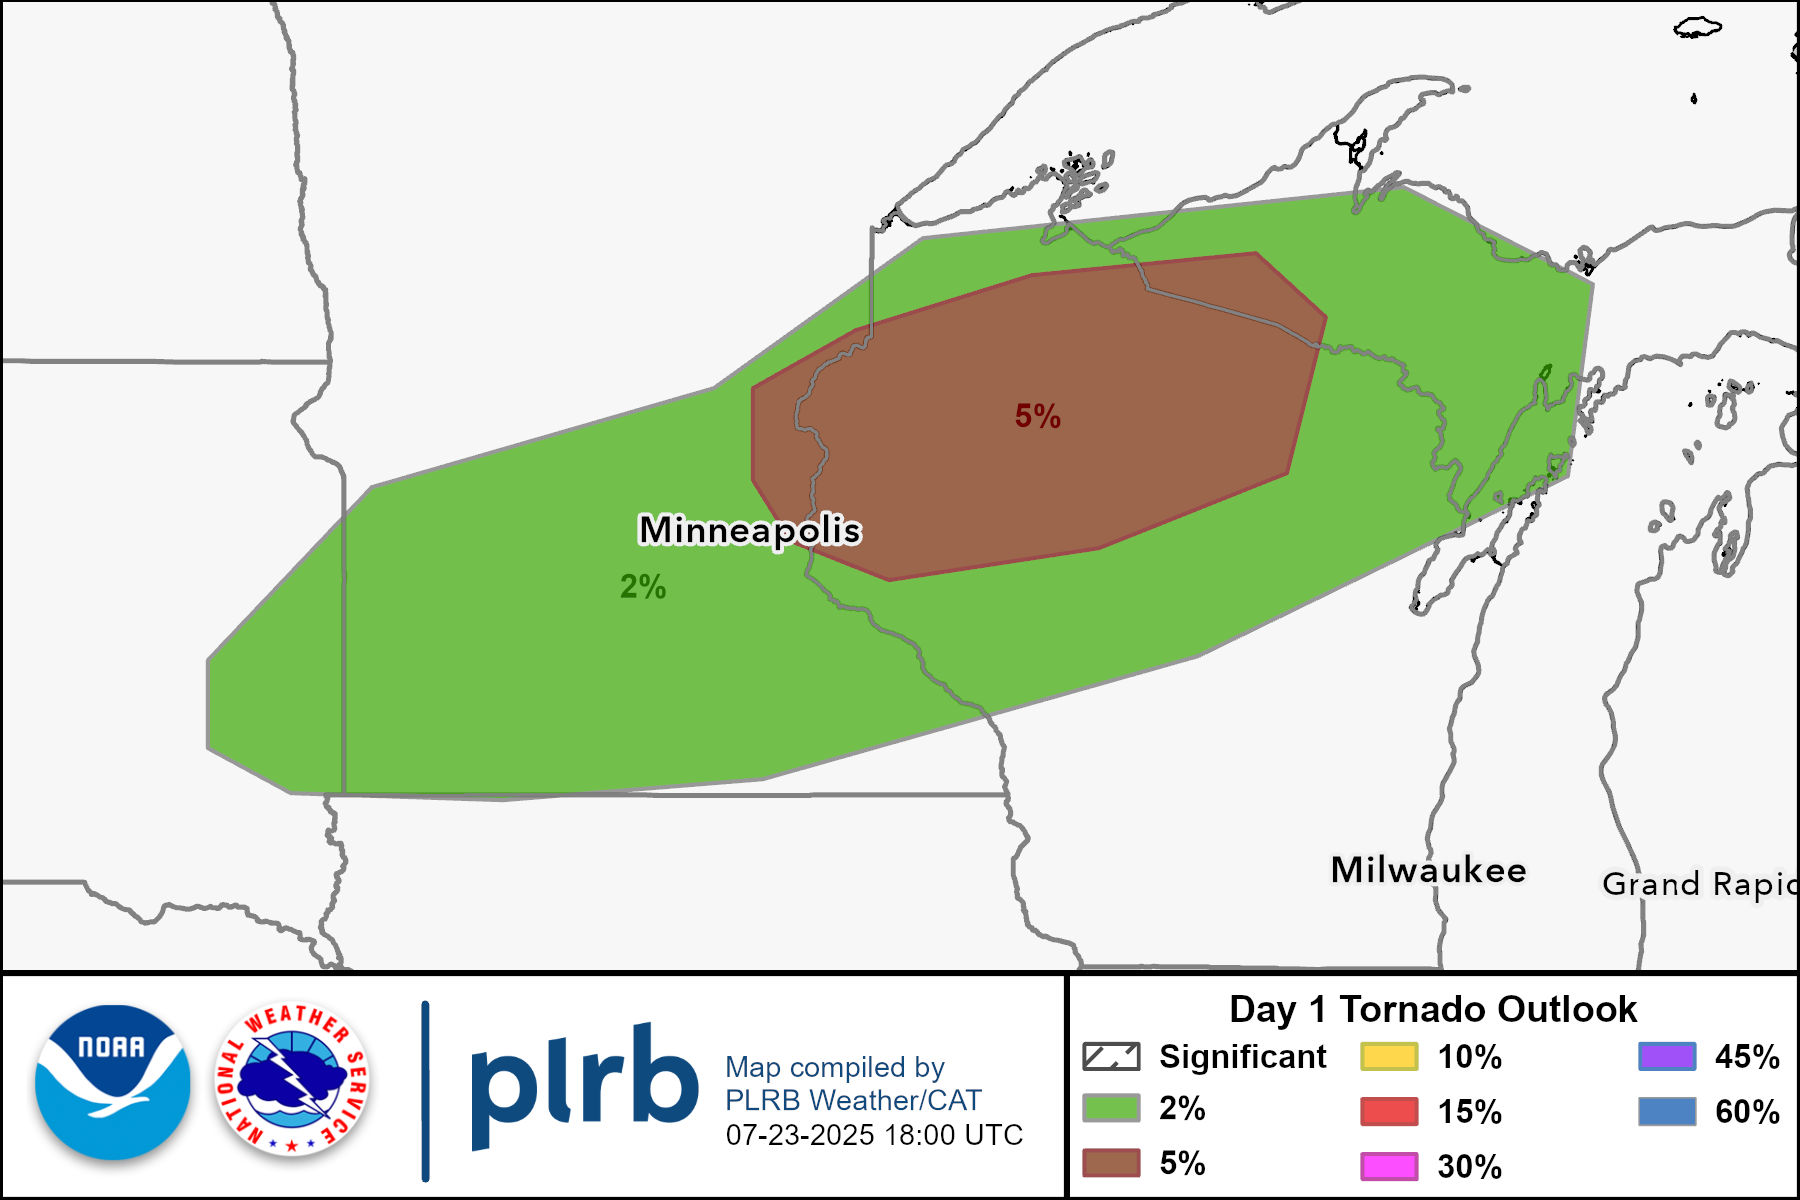 5%
Minneapolis
2%
Milwaukee
Grand Rapid
NOAA
NATIONAL WEATHER SERVICE
plrb
Map compiled by
PLRB Weather/CAT
07-23-2025 18:00 UTC
Day 1 Tornado Outlook
Significant
2%
5%
10%
15%
30%
45%
60%